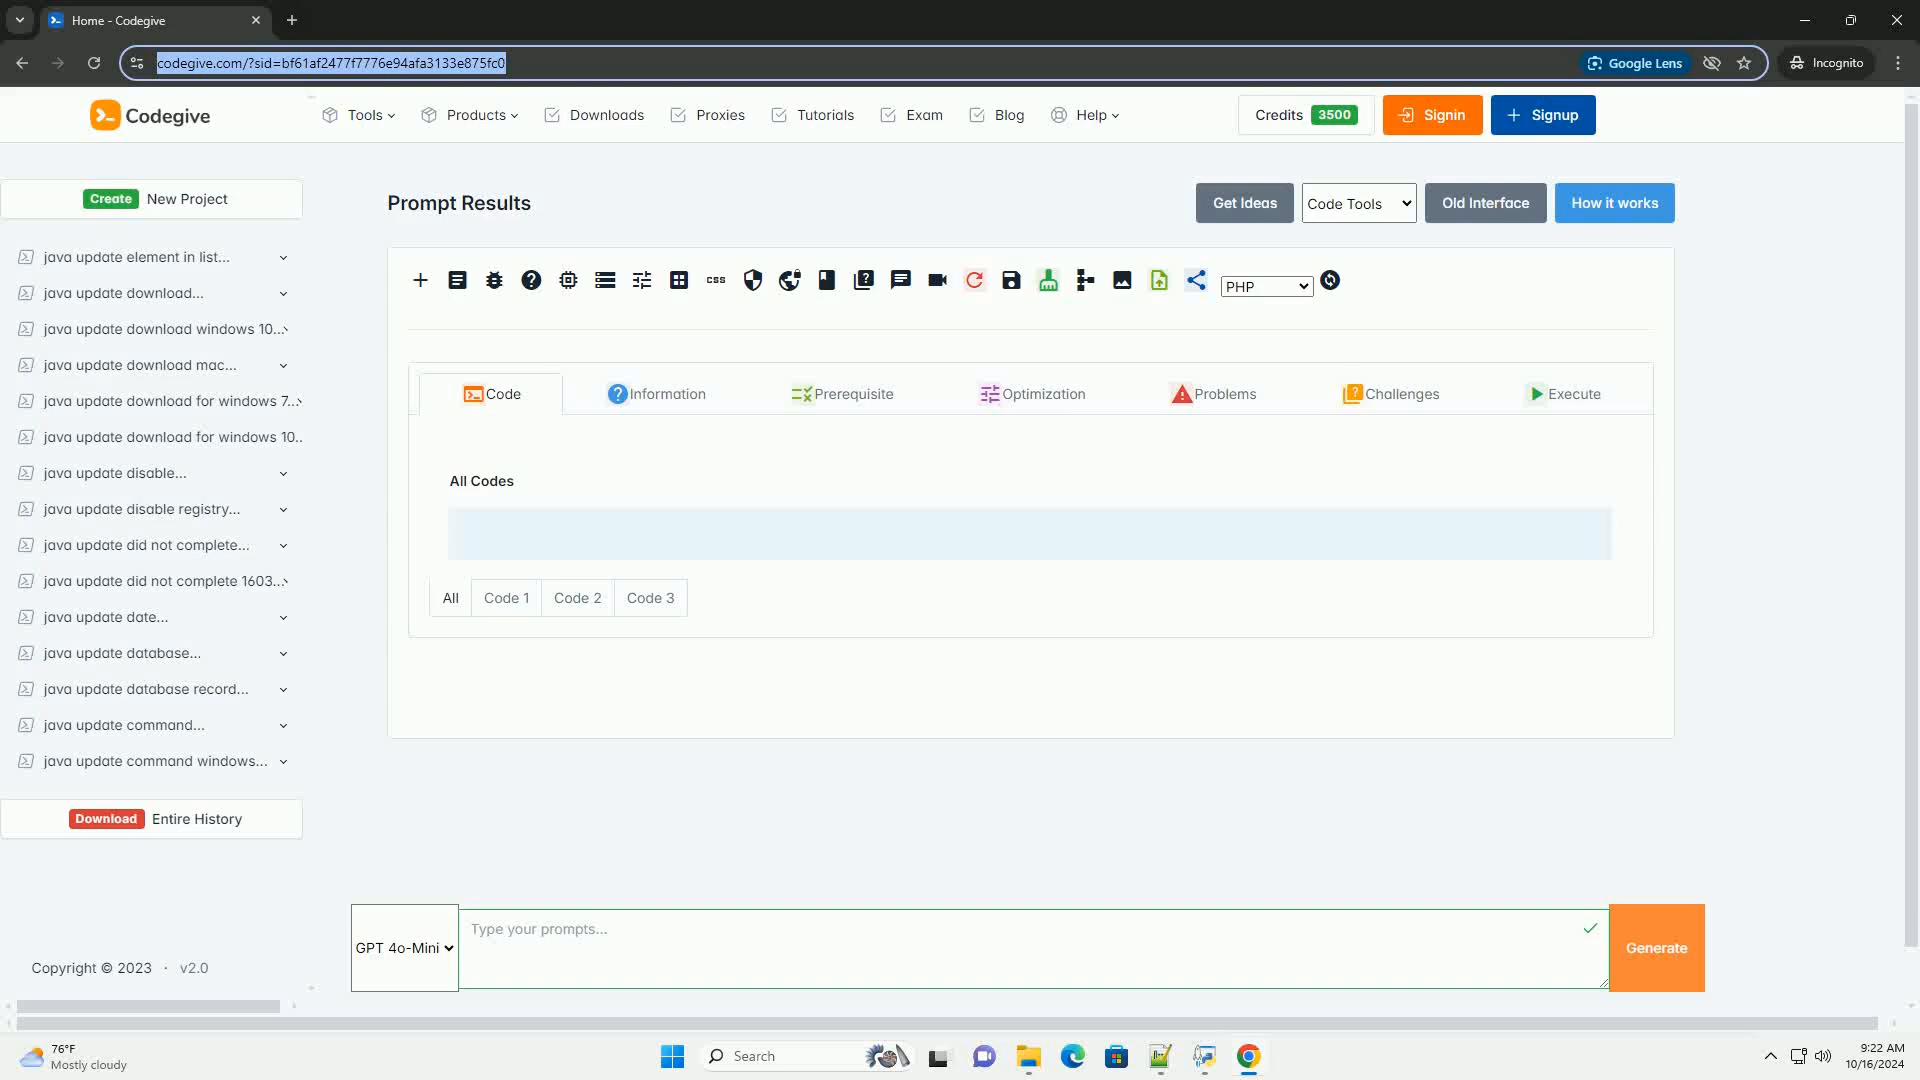 Home - Codegive
codegive.com/?sid=bf61af2477f7776e94afa3133e875fc0
Google Lens
Incognito
Codegive
Tools
Products
Downloads
Proxies
Tutorials
Exam
Blog
Help
Credits 3500
Signin
Signup
Create New Project
java update element in list...
java update download...
java update download windows 10...
java update download mac...
java update download for windows 7...
java update download for windows 10..
java update disable...
java update disable registry...
java update did not complete...
java update did not complete 1603...
java update date...
java update database...
java update database record...
java update command...
java update command windows...
Download Entire History
Copyright © 2023 · v2.0
Prompt Results
Get Ideas
Code Tools
Old Interface
How it works
css
PHP
Code
Information
Prerequisite
Optimization
Problems
Challenges
Execute
All Codes
All
Code 1
Code 2
Code 3
GPT 4o-Mini
Type your prompts...
Generate
76°F
Mostly cloudy
Search
9:22 AM
10/16/2024